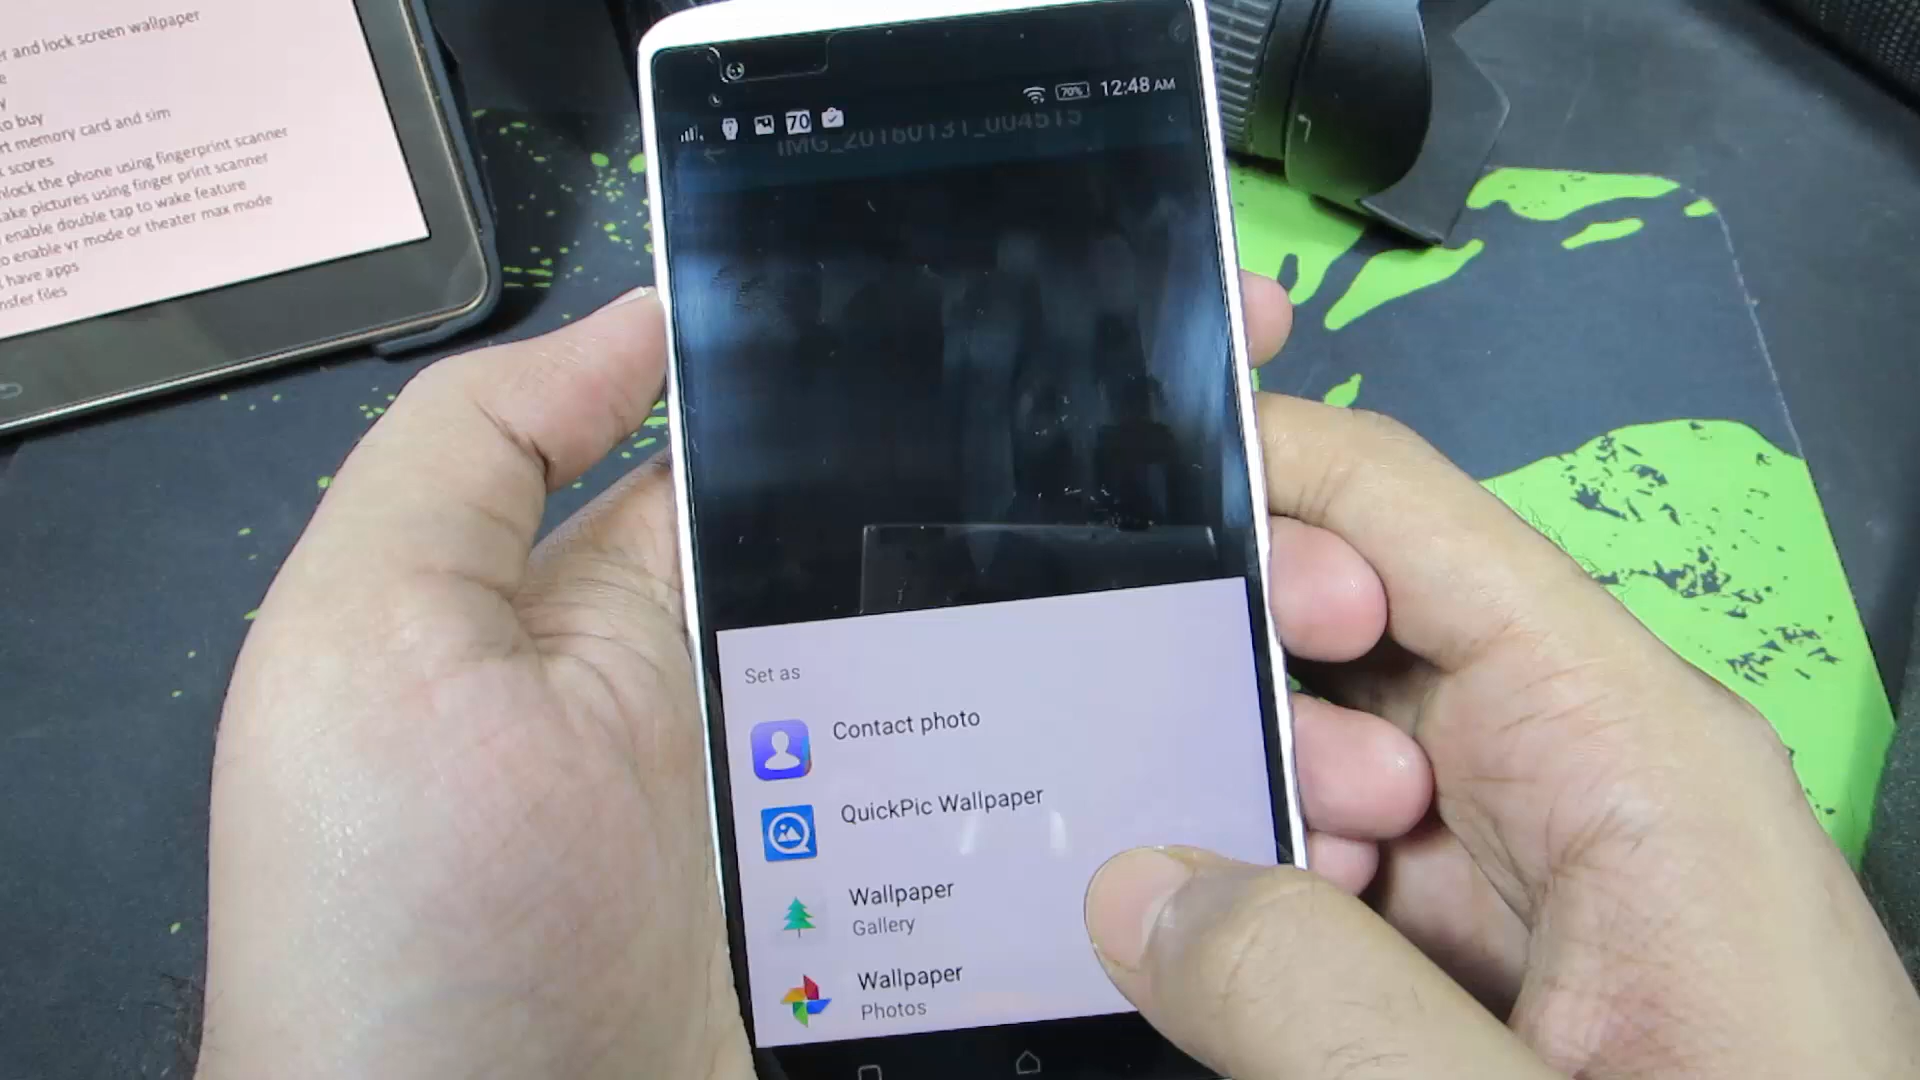 r and lock screen wallpaper
e
y
to buy
rt memory card and sim
scores
nlock the phone using fingerprint scanner
ake pictures using finger print scanner
enable double tap to wake feature
o enable vr mode or theater max mode
have apps
nsfer files
70% 12:48 AM
70
IMG_20160131_004515
Set as
Contact photo
QuickPic Wallpaper
Wallpaper
Gallery
Wallpaper
Photos